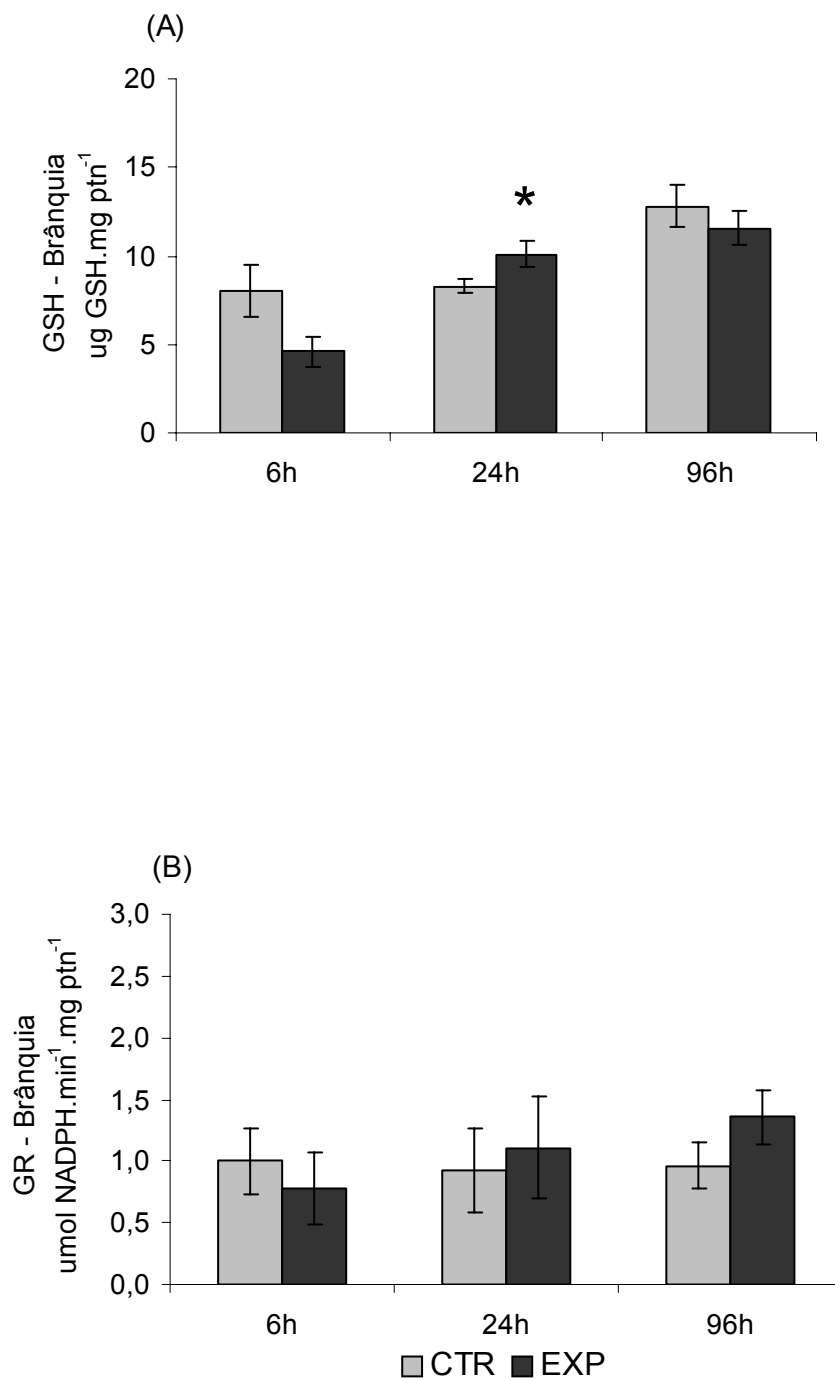 (A)
GSH - Brânquia
ug GSH.mg ptn⁻¹
20
15
10
5
0
*
6h 24h 96h
(B)
GR - Brânquia
umol NADPH.min⁻¹.mg ptn⁻¹
3,0
2,5
2,0
1,5
1,0
0,5
0,0
6h 24h 96h
CTR EXP